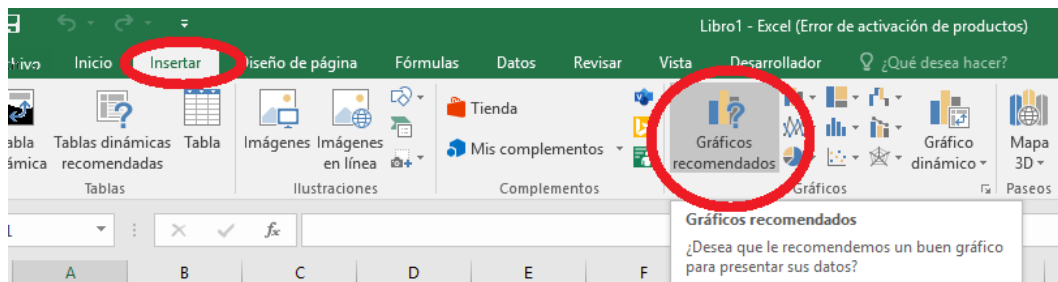 Libro1 - Excel (Error de activación de productos)
Inicio Insertar Diseño de página Fórmulas Datos Revisar Vista Desarrollador ¿Qué desea hacer?
Tablas dinámicas recomendadas
Tabla
Imágenes
Imágenes en línea
Tienda
Mis complementos
Gráficos recomendados
Gráfico dinámico
Mapa 3D
Tablas Ilustraciones Complementos Gráficos Paseos
fx
A B C D E F
Gráficos recomendados
¿Desea que le recomendemos un buen gráfico
para presentar sus datos?